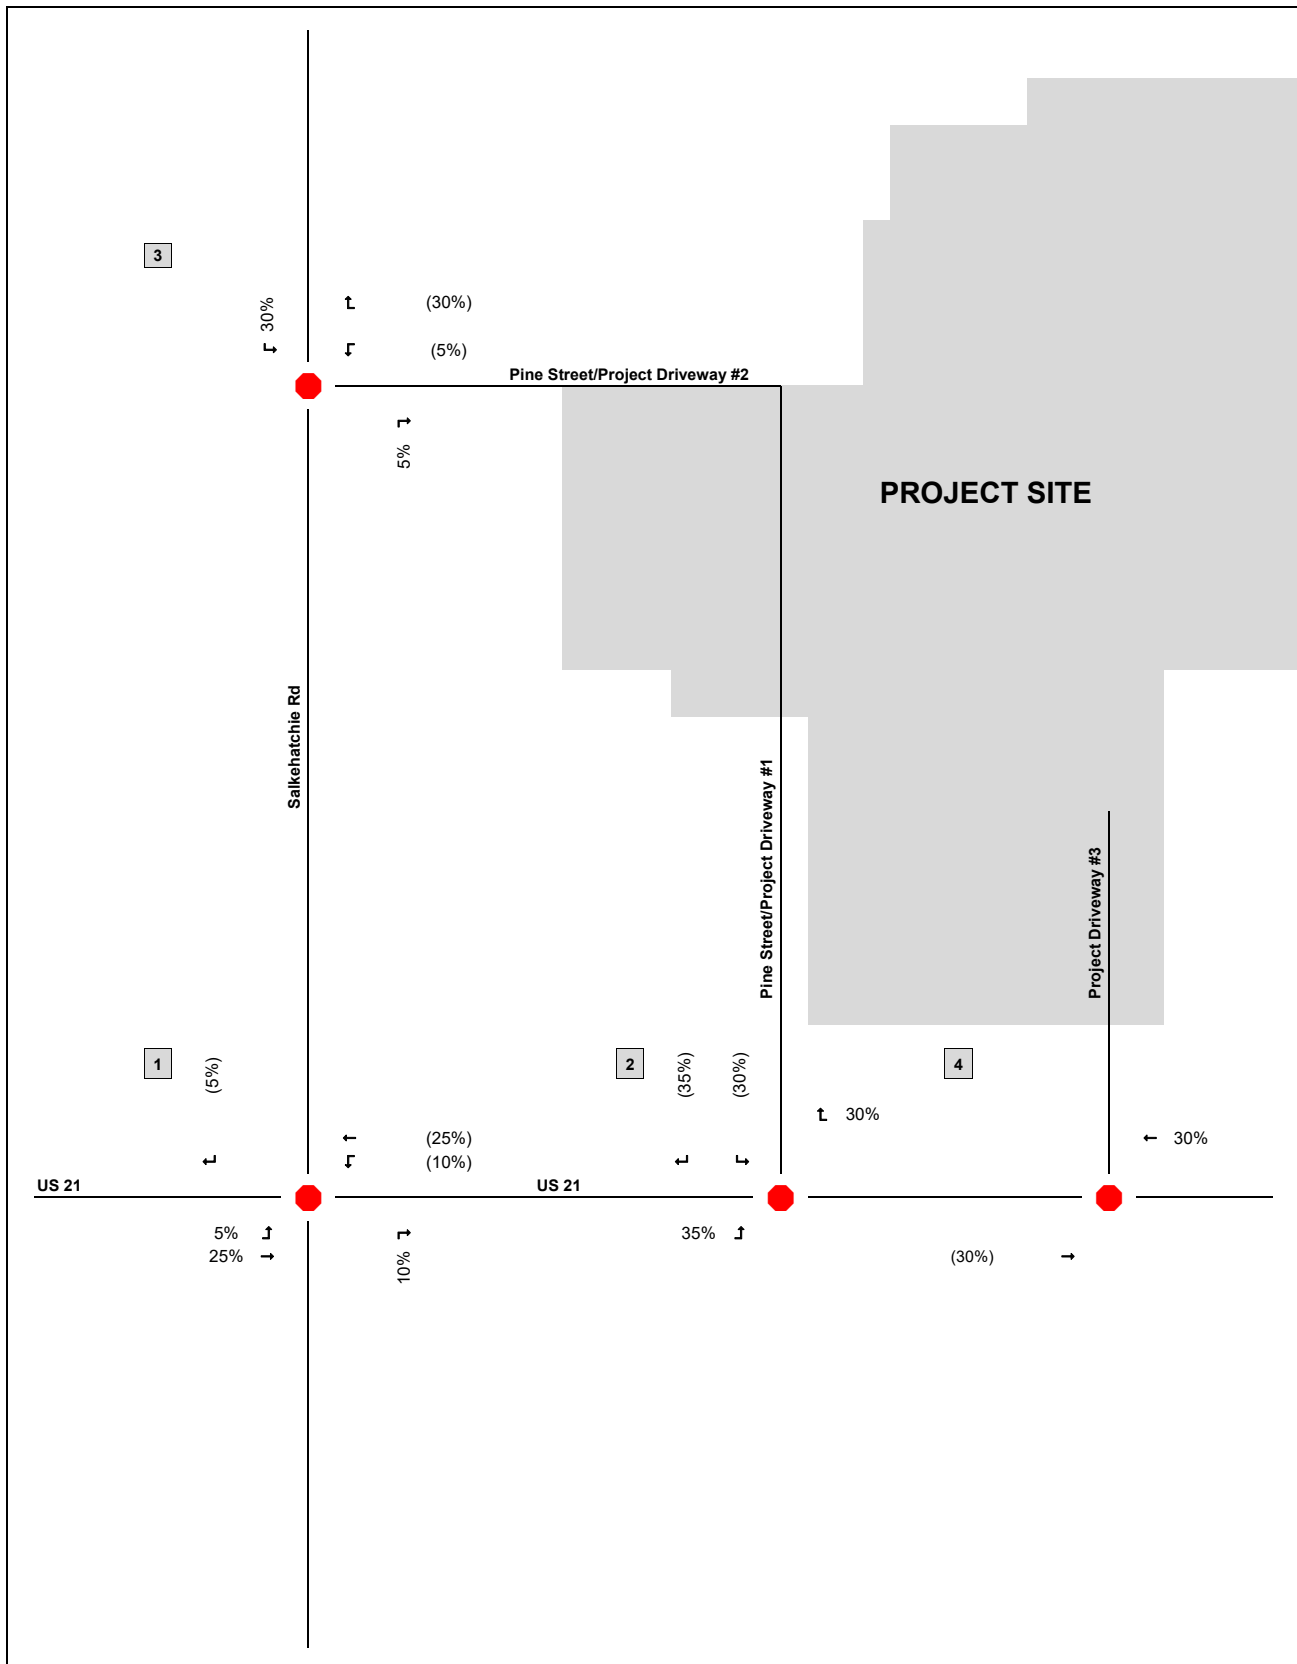 3
30%
(30%)
(5%)
Pine Street/Project Driveway #2
5%
PROJECT SITE
Salkehatchie Rd
Pine Street/Project Driveway #1
Project Driveway #3
1
(5%)
2
(35%)
(30%)
4
30%
(25%)
30%
(10%)
US 21
US 21
5%
35%
25%
10%
(30%)